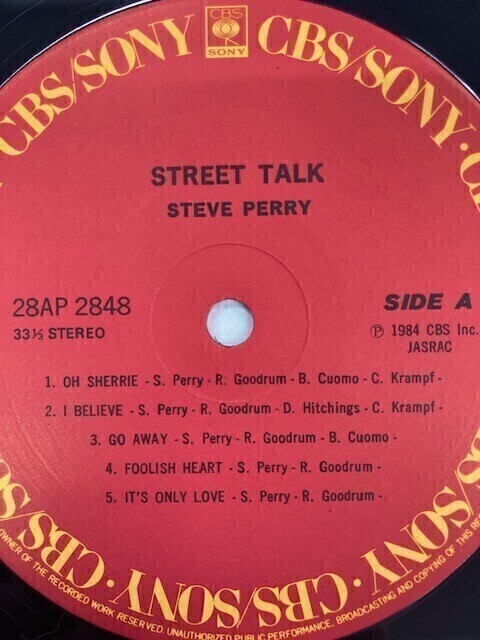 CBS/SONY
CBS
SONY
CBS/SONY · C
STREET TALK
STEVE PERRY
28AP 2848
33⅓ STEREO
SIDE A
Ⓟ 1984 CBS Inc.
JASRAC
1. OH SHERRIE - S. Perry - R. Goodrum - B. Cuomo - C. Krampf -
2. I BELIEVE - S. Perry - R. Goodrum - D. Hitchings - C. Krampf -
3. GO AWAY - S. Perry - R. Goodrum - B. Cuomo -
4. FOOLISH HEART - S. Perry - R. Goodrum -
5. IT'S ONLY LOVE - S. Perry - R. Goodrum -
CBS/SO
· CBS/SONY · CBS/SONY · CBS/SONY ·
BS/S
OWNER OF THE RECORDED WORK RESERVED. UNAUTHORIZED PUBLIC PERFORMANCE, BROADCASTING AND COPYING OF THIS RE